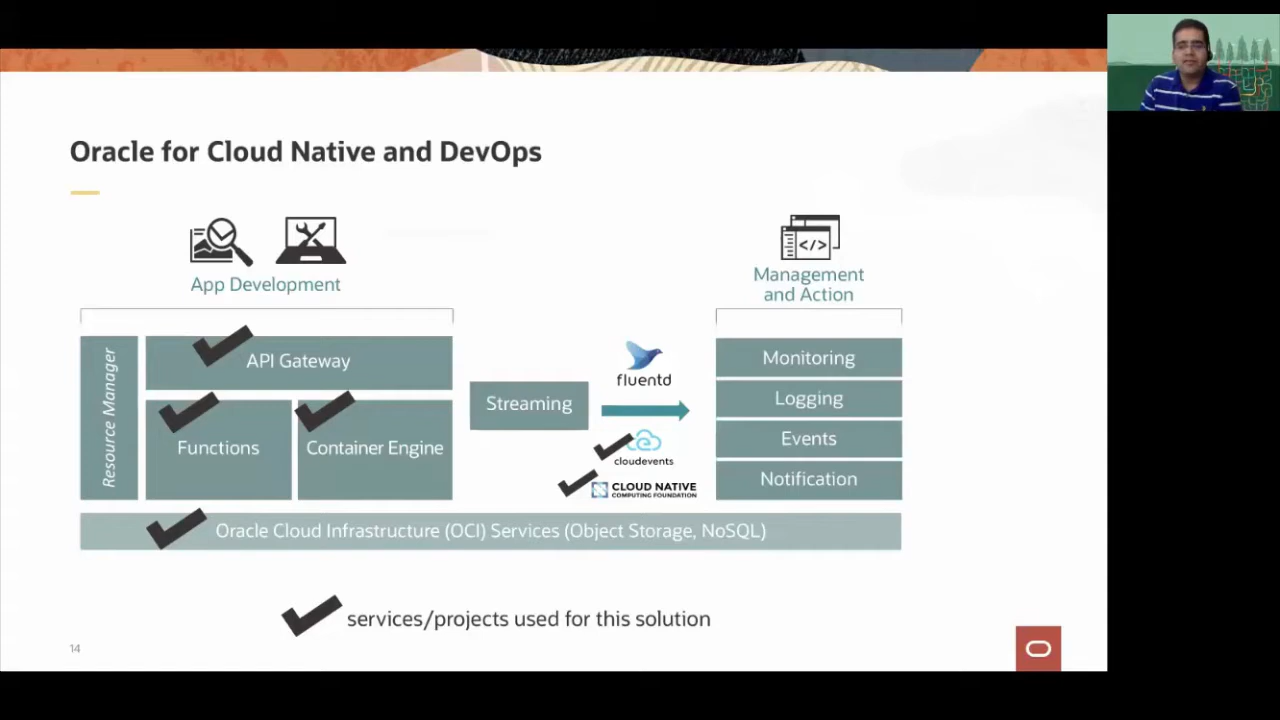 Oracle for Cloud Native and DevOps
App Development
Management
and Action
Resource Manager
API Gateway
Functions
Container Engine
Streaming
fluentd
cloudevents
CLOUD NATIVE
COMPUTING FOUNDATION
Monitoring
Logging
Events
Notification
Oracle Cloud Infrastructure (OCI) Services (Object Storage, NoSQL)
services/projects used for this solution
14